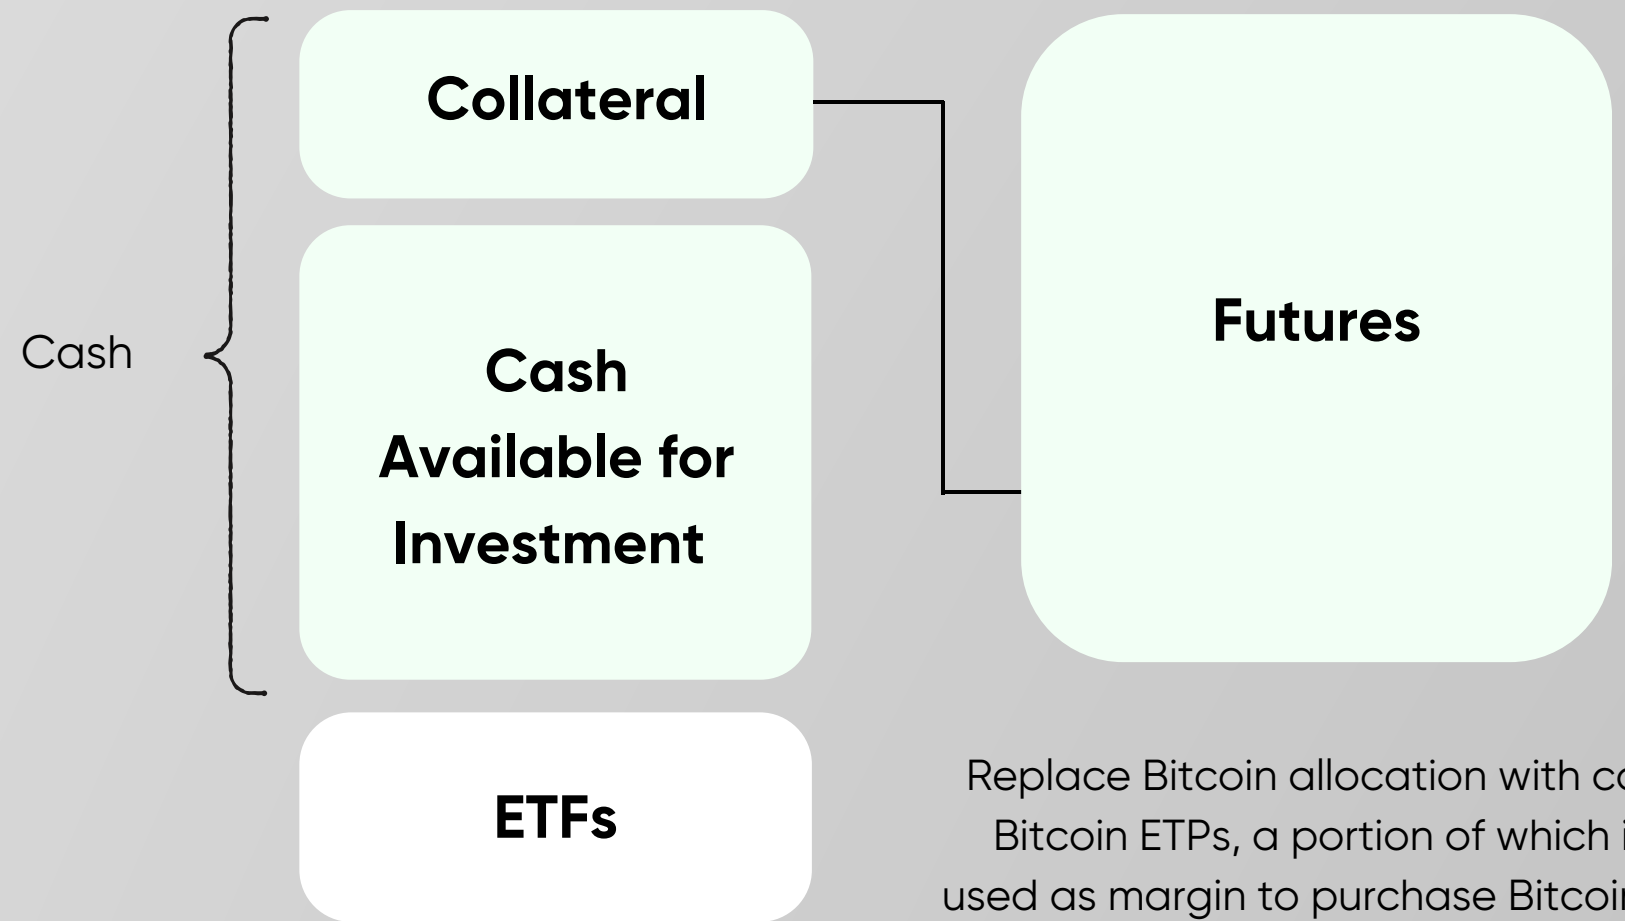 Collateral
Cash
Cash
Available for
Investment
Futures
ETFs
Replace Bitcoin allocation with
Bitcoin ETPs, a portion of which
used as margin to purchase